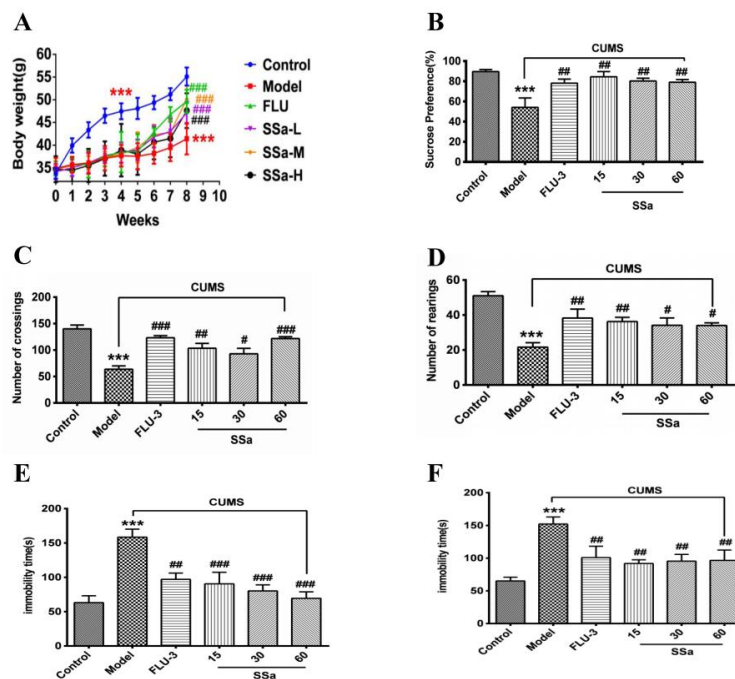 A
Body weight(g)
60
55
50
45
40
35
***
###
###
###
###
***
0 1 2 3 4 5 6 7 8 9 10
Weeks
Control
Model
FLU
SSa-L
SSa-M
SSa-H
B
Sucrose Preference(%)
100
80
60
40
20
0
CUMS
***
##
##
##
##
Control
Model
FLU-3
15
30
60
SSa
C
Number of crossings
200
150
100
50
0
CUMS
***
###
##
#
###
Control
Model
FLU-3
15
30
60
SSa
D
Number of rearings
60
40
20
0
CUMS
***
##
##
#
#
Control
Model
FLU-3
15
30
60
SSa
E
immobility time(s)
200
150
100
50
0
CUMS
***
##
###
###
###
Control
Model
FLU-3
15
30
60
SSa
F
immobility time(s)
200
150
100
50
0
CUMS
***
##
##
##
##
Control
Model
FLU-3
15
30
60
SSa